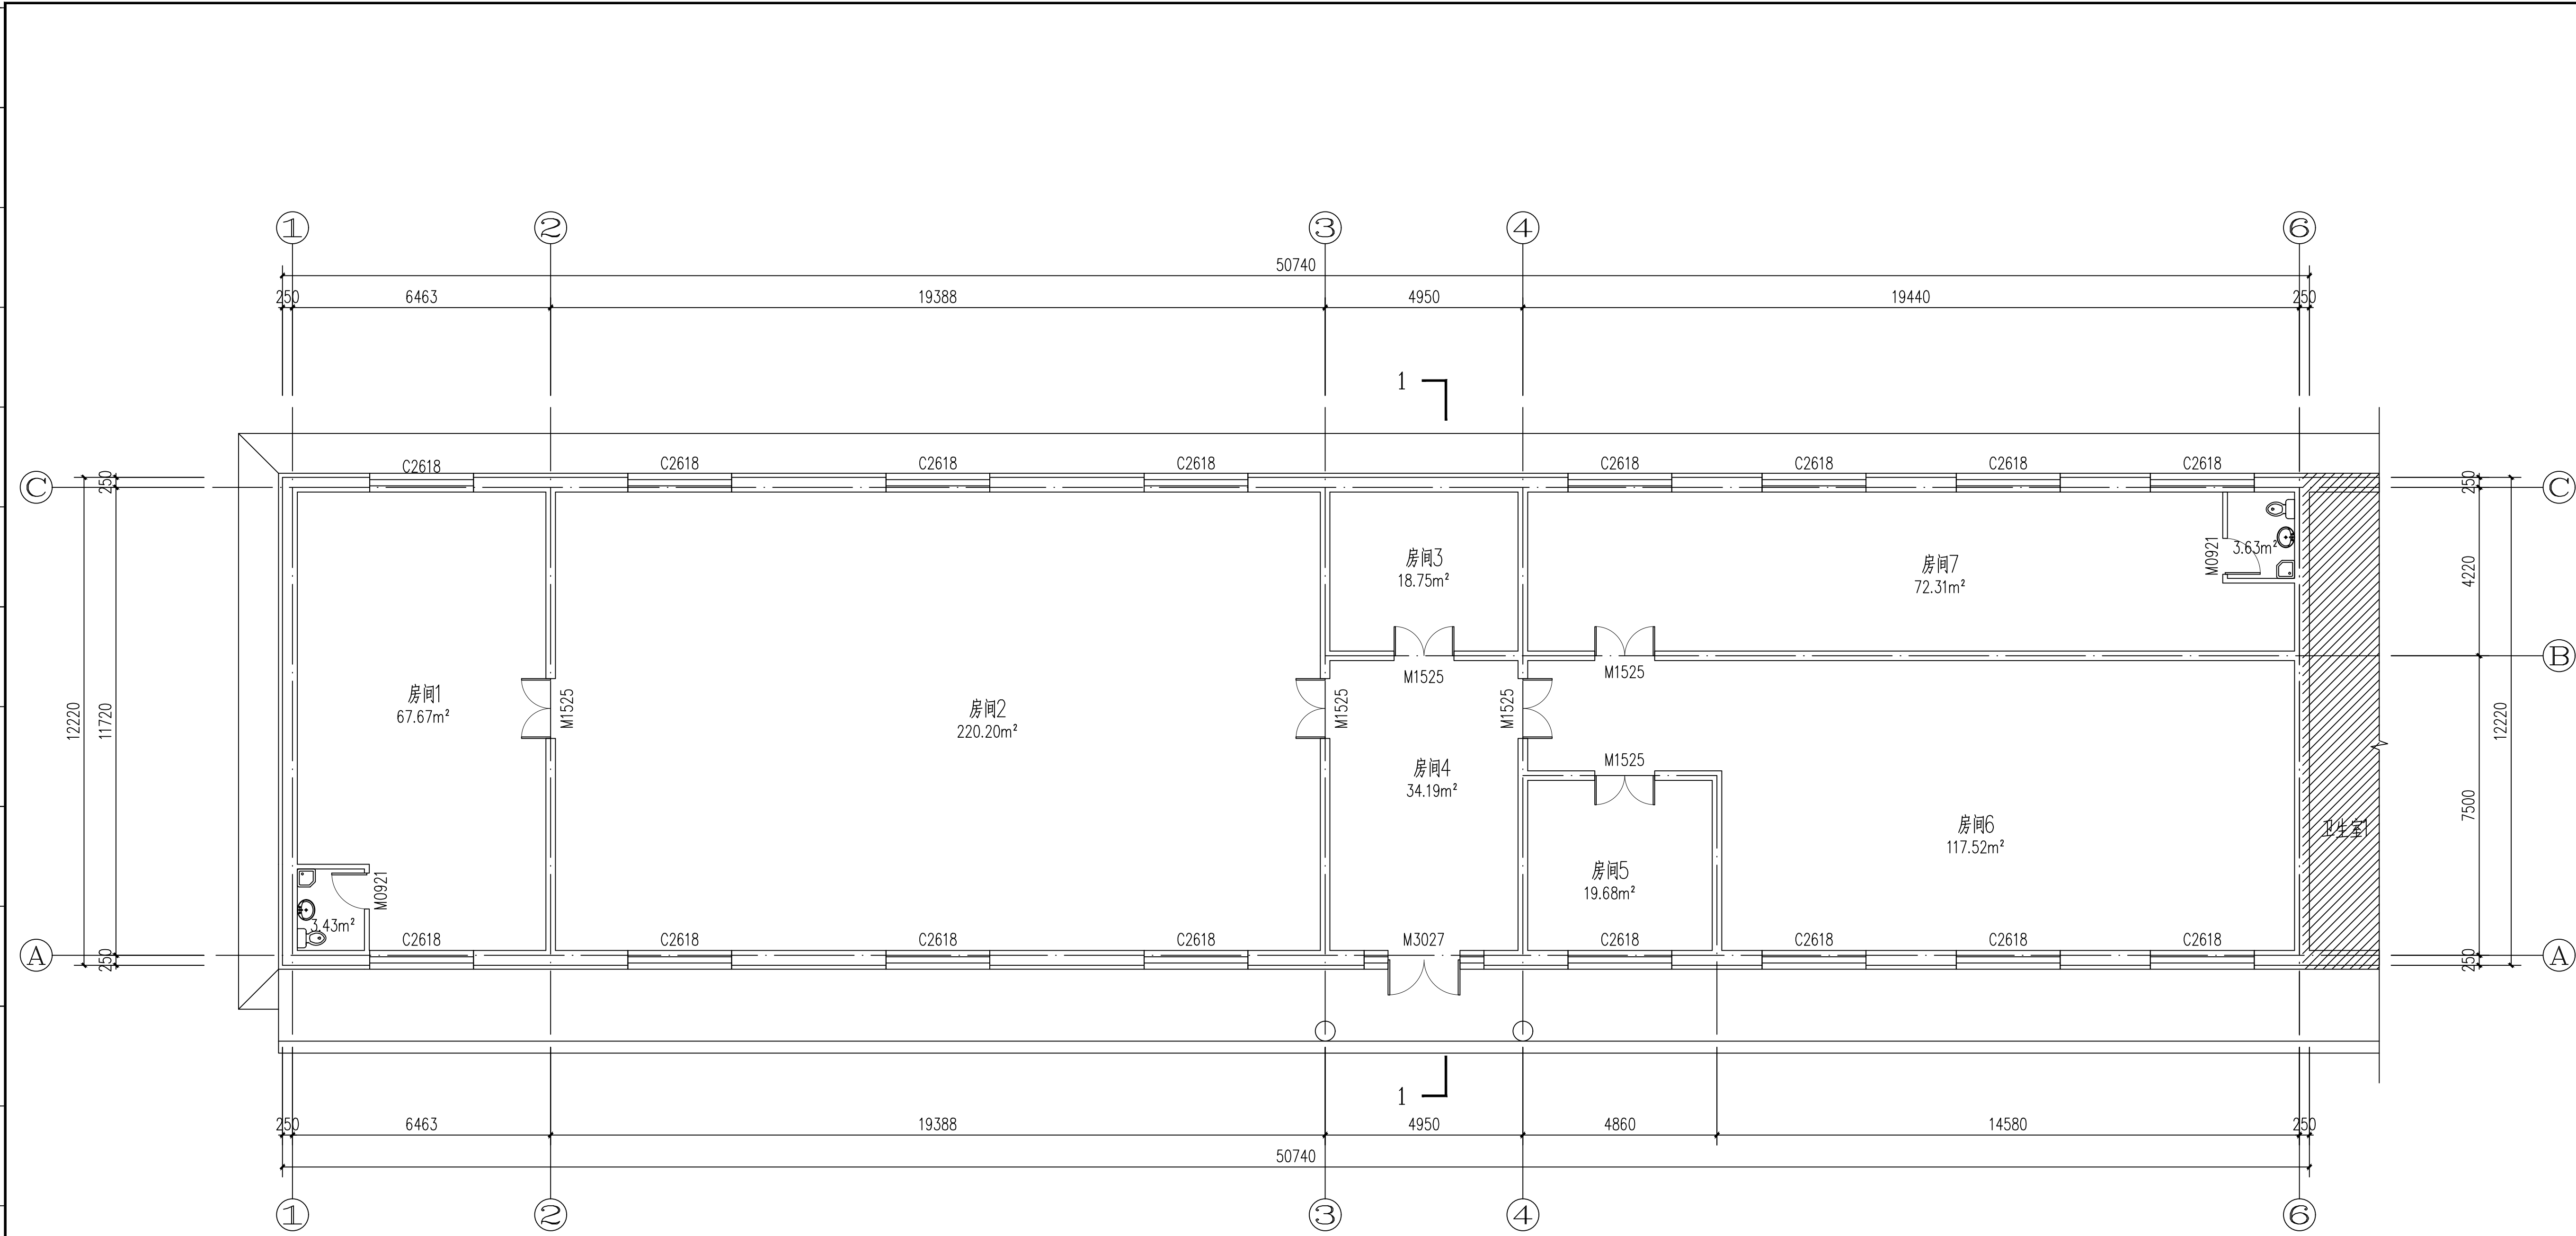 1 2 3 4 6
50740
250 6463 19388 4950 19440 250
1
C2618 C2618 C2618 C2618 C2618 C2618 C2618 C2618
C 250 250 C
房间3
18.75m²
房间7
72.31m²
M0921 3.63m²
4220
M1525 M1525
B
房间1
67.67m²
M1525
房间2
220.20m²
M1525
M1525
12220 11720
12220
M1525
房间4
34.19m²
7500
房间6
117.52m²
卫生室1
房间5
19.68m²
M0921
3.43m²
C2618 C2618 C2618 C2618 M3027 C2618 C2618 C2618 C2618
A 250 250 A
1
250 6463 19388 4950 4860 14580 250
50740
1 2 3 4 6